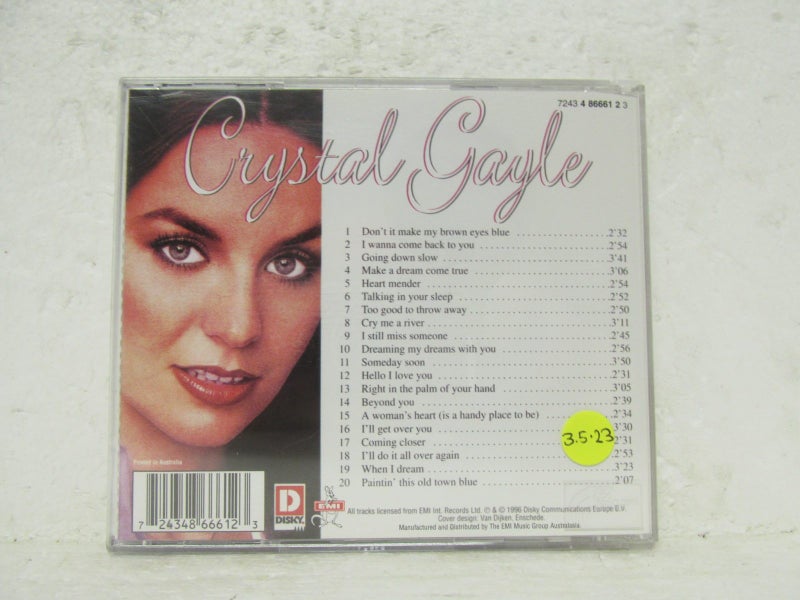 7243 4 86661 2 3
Crystal Gayle
1 Don't it make my brown eyes blue ..................2'32
2 I wanna come back to you ..................2'54
3 Going down slow ..................3'41
4 Make a dream come true ..................3'06
5 Heart mender ..................2'54
6 Talking in your sleep ..................2'52
7 Too good to throw away ..................2'50
8 Cry me a river ..................3'11
9 I still miss someone ..................2'45
10 Dreaming my dreams with you ..................2'56
11 Someday soon ..................3'50
12 Hello I love you ..................2'31
13 Right in the palm of your hand ..................3'05
14 Beyond you ..................2'39
15 A woman's heart (is a handy place to be) ..................2'34
16 I'll get over you ..................3'30
17 Coming closer ..................2'31
18 I'll do it all over again ..................2'53
19 When I dream ..................3'23
20 Paintin' this old town blue ..................2'07
3.5.23
Printed in Australia
7 24348 66612 3
D
DISKY
EMI
All tracks licensed from EMI Int. Records Ltd. ℗ & © 1996 Disky Communications Europe B.V.
Cover design: Van Dijken, Enschede.
Manufactured and Distributed by The EMI Music Group Australasia.